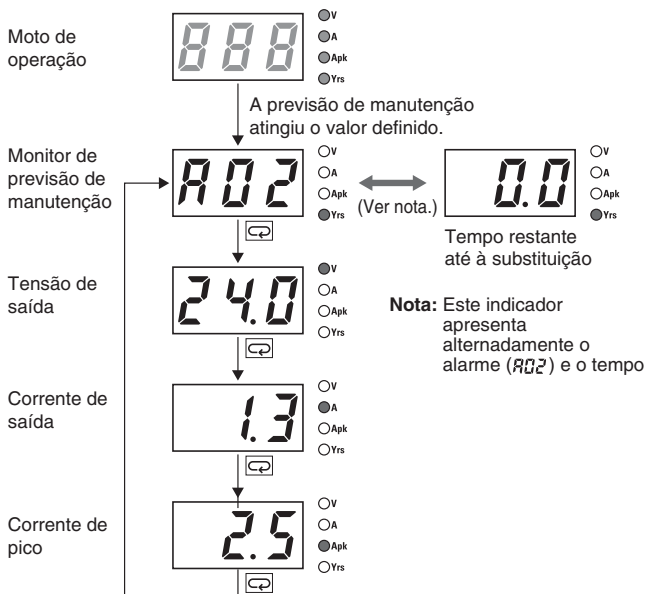 Moto de
operação
888
V
A
Apk
Yrs
A previsão de manutenção
atingiu o valor definido.
Monitor de
previsão de
manutenção
A02
V
A
Apk
Yrs
(Ver nota.)
0.0
V
A
Apk
Yrs
Tempo restante
até à substituição
Tensão de
saída
24.0
V
A
Apk
Yrs
Nota: Este indicador
apresenta
alternadamente o
alarme (A02) e o tempo
Corrente de
saída
1.3
V
A
Apk
Yrs
Corrente de
pico
2.5
V
A
Apk
Yrs